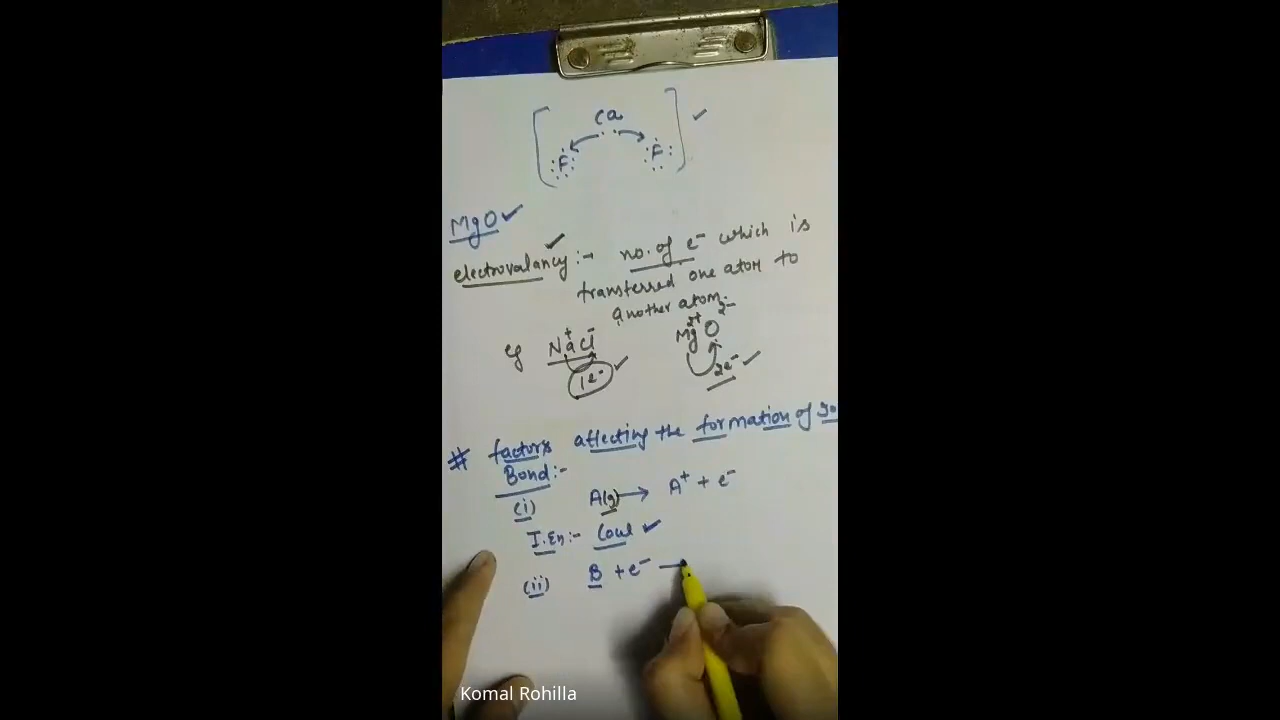 Ca
F F
MgO
electrovalancy :→ no. of e⁻ which is
transferred one atom to
another atom.
eg Na⁺Cl⁻ Mg²⁺O²⁻
1e⁻ 2e⁻
# factors affecting the formation of Io
Bond:-
(i) A(g) → A⁺ + e⁻
I.En:- Low
(ii) B + e⁻ →
Komal Rohilla